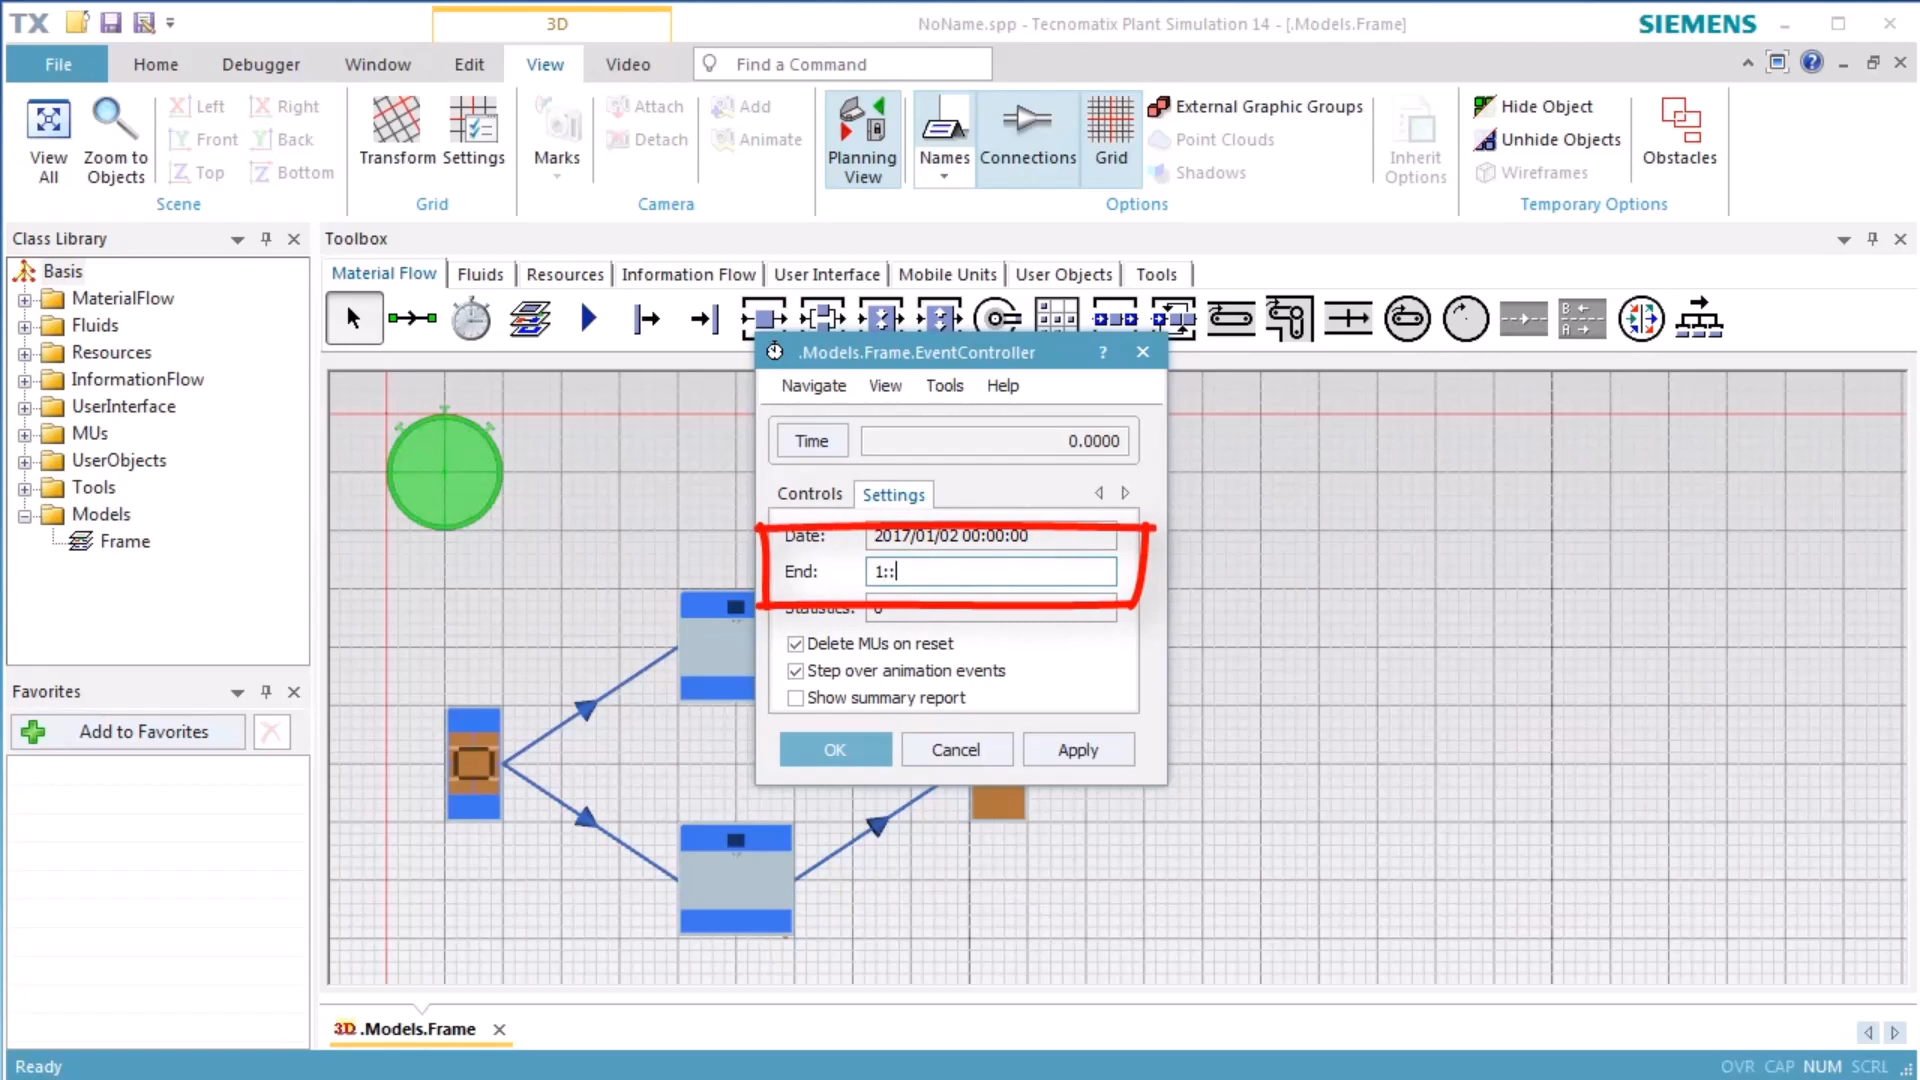 TX
3D
NoName.spp - Tecnomatix Plant Simulation 14 - [.Models.Frame]
SIEMENS
File
Home
Debugger
Window
Edit
View
Video
Find a Command
View All
Zoom to Objects
Left
Right
Front
Back
Top
Bottom
Scene
Transform
Settings
Grid
Marks
Attach
Detach
Add
Animate
Camera
Planning View
Names
Connections
Grid
External Graphic Groups
Point Clouds
Shadows
Options
Inherit Options
Hide Object
Unhide Objects
Wireframes
Obstacles
Temporary Options
Class Library
Basis
MaterialFlow
Fluids
Resources
InformationFlow
UserInterface
MUs
UserObjects
Tools
Models
Frame
Toolbox
Material Flow
Fluids
Resources
Information Flow
User Interface
Mobile Units
User Objects
Tools
.Models.Frame.EventController
?
Navigate
View
Tools
Help
Time
0.0000
Controls
Settings
Date:
2017/01/02 00:00:00
End:
1::
Statistics:
0
Delete MUs on reset
Step over animation events
Show summary report
OK
Cancel
Apply
Favorites
Add to Favorites
3D .Models.Frame
Ready
OVR CAP NUM SCRL